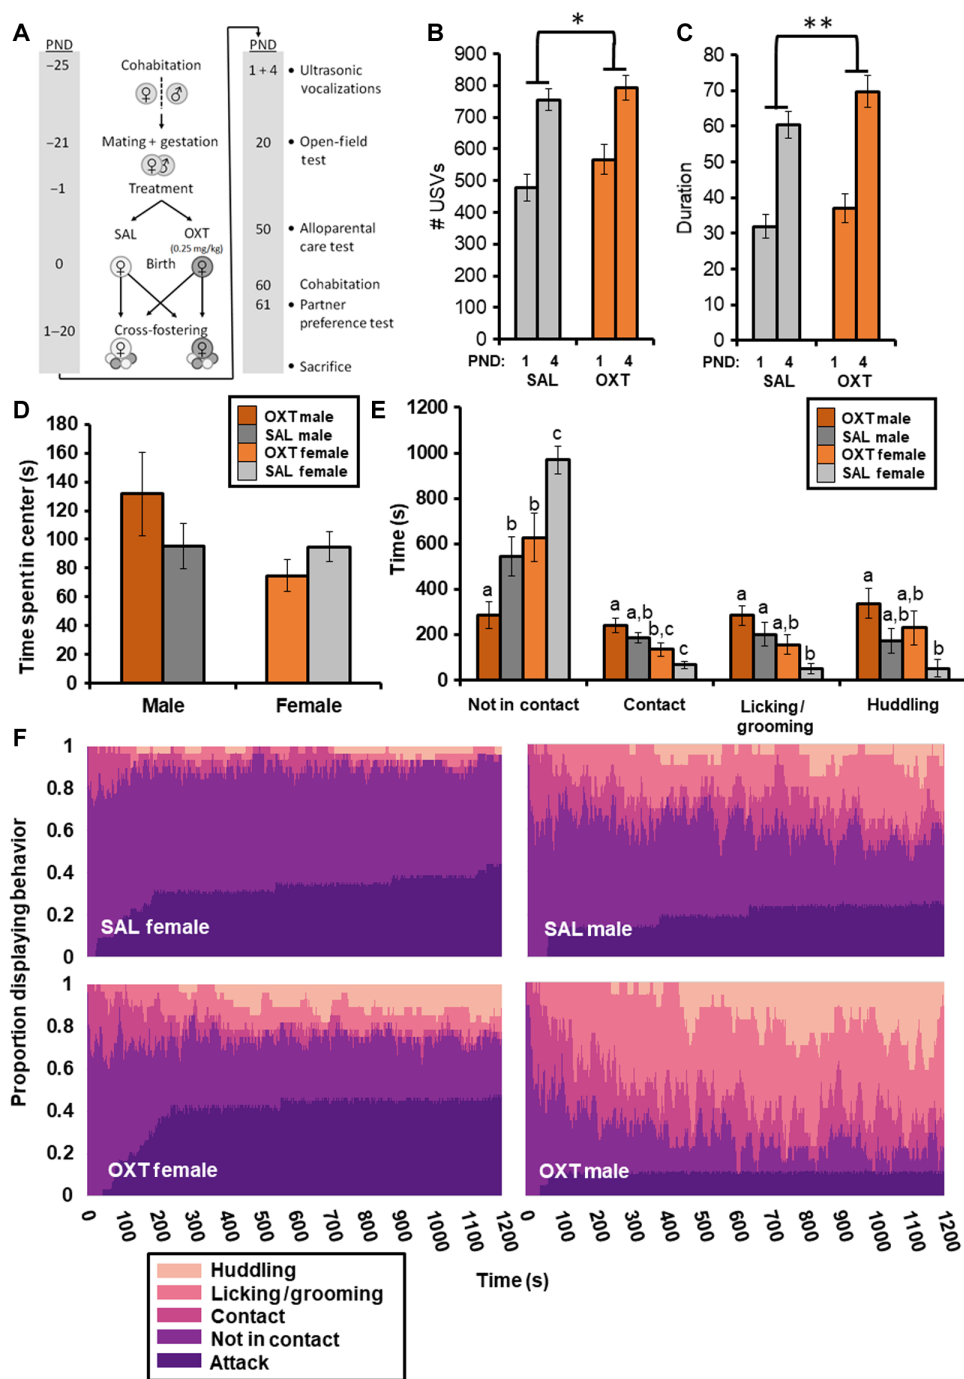 A
PND
−25
−21
−1
0
1–20
Cohabitation
♀ ♂
Mating + gestation
♀♂
Treatment
SAL OXT
(0.25 mg/kg)
♀ Birth ♀
Cross-fostering
♀ ♀
PND
1 + 4 • Ultrasonic
vocalizations
20 • Open-field
test
50 • Alloparental
care test
60 Cohabitation
61 • Partner
preference test
• Sacrifice
B
*
# USVs
900
800
700
600
500
400
300
200
100
0
PND: 1 4 1 4
SAL OXT
C
**
Duration
80
70
60
50
40
30
20
10
0
PND: 1 4 1 4
SAL OXT
D
OXT male
SAL male
OXT female
SAL female
Time spent in center (s)
180
160
140
120
100
80
60
40
20
0
Male Female
E
OXT male
SAL male
OXT female
SAL female
Time (s)
1200
1000
800
600
400
200
0
a b b c
a a,b b,c c
a a a,b b
a a,b a,b b
Not in contact Contact Licking/
grooming Huddling
F
Proportion displaying behavior
1
0.8
0.6
0.4
0.2
0
SAL female
SAL male
1
0.8
0.6
0.4
0.2
0
OXT female
OXT male
0 100 200 300 400 500 600 700 800 900 1000 1100 1200
0 100 200 300 400 500 600 700 800 900 1000 1100 1200
Time (s)
Huddling
Licking/grooming
Contact
Not in contact
Attack